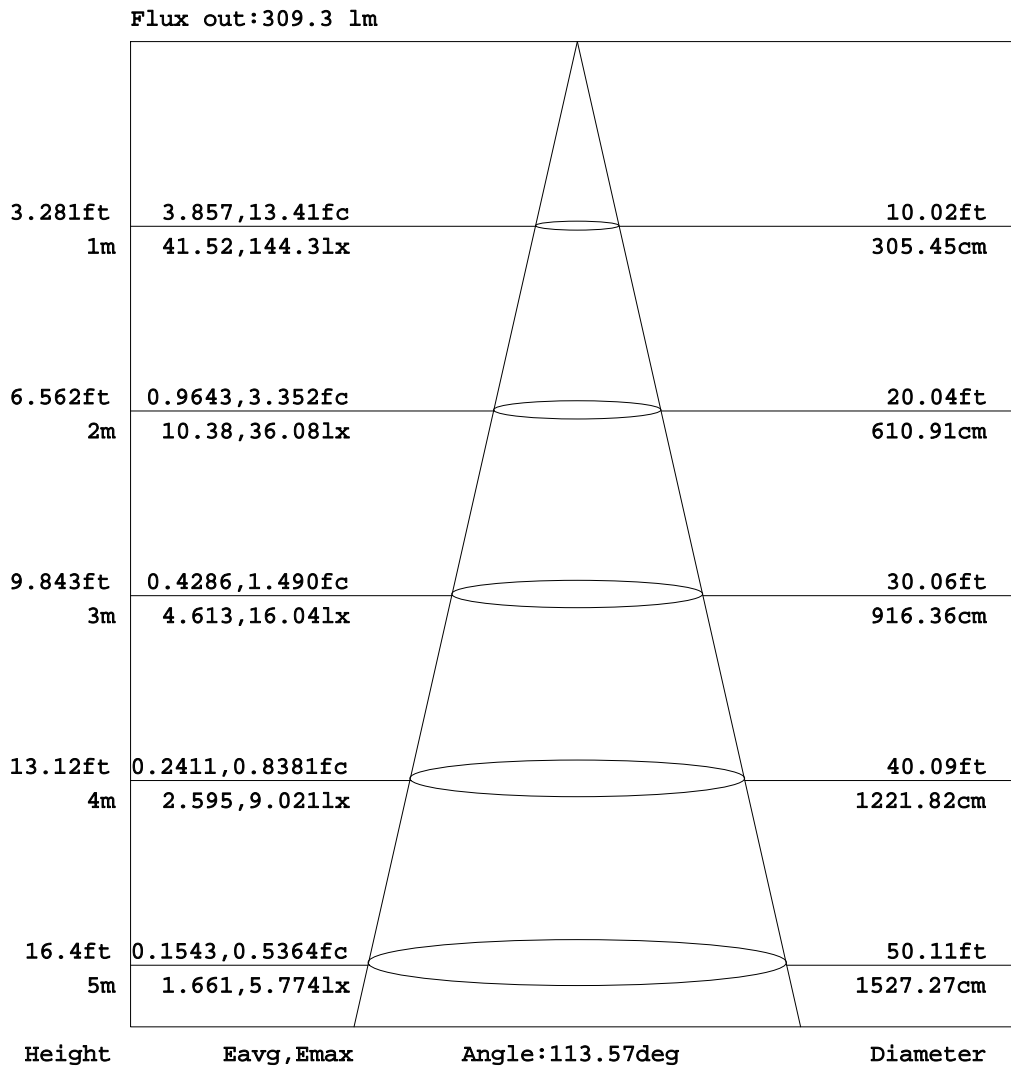 Flux out:309.3 lm
3.281ft 3.857,13.41fc 10.02ft
1m 41.52,144.3lx 305.45cm
6.562ft 0.9643,3.352fc 20.04ft
2m 10.38,36.08lx 610.91cm
9.843ft 0.4286,1.490fc 30.06ft
3m 4.613,16.04lx 916.36cm
13.12ft 0.2411,0.8381fc 40.09ft
4m 2.595,9.021lx 1221.82cm
16.4ft 0.1543,0.5364fc 50.11ft
5m 1.661,5.774lx 1527.27cm
Height Eavg,Emax Angle:113.57deg Diameter